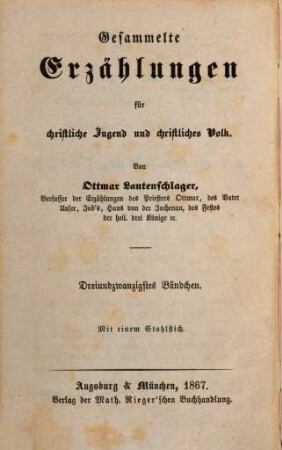 Gesammelte
Erzählungen
für
christliche Jugend und christliches Volk.
Von
Ottmar Lautenschlager,
Verfasser der Erzählungen des Priesters Ottmar, des Vater
Unser, Job's, Hans von der Jachenau, des Festes
der heil. drei Könige ꝛc.
Dreiundzwanzigstes Bändchen.
Mit einem Stahlstich.
Augsburg & München, 1867.
Verlag der Math. Rieger'schen Buchhandlung.